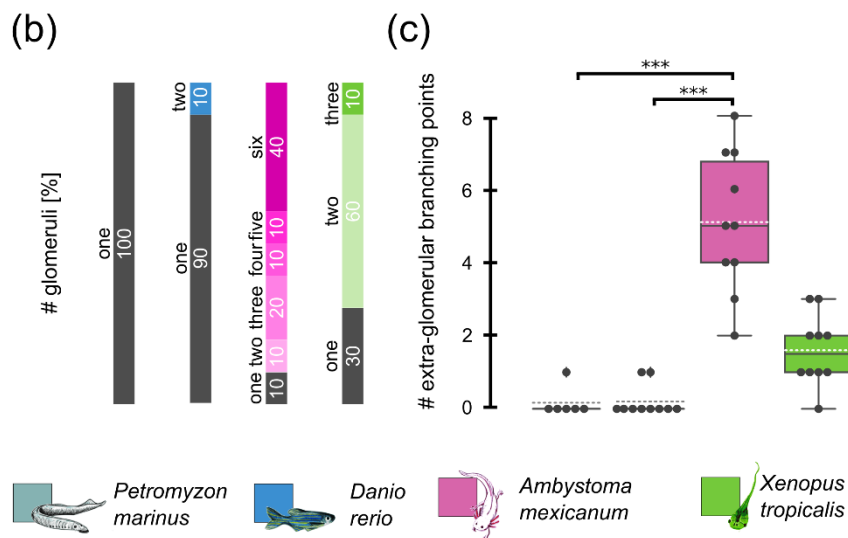 (b)
(c)
# glomeruli [%]
one
100
two
10
one
90
six
40
five
10
four
10
three
20
two
10
one
10
three
10
two
60
one
30
***
***
# extra-glomerular branching points
8
6
4
2
0
Petromyzon
marinus
Danio
rerio
Ambystoma
mexicanum
Xenopus
tropicalis